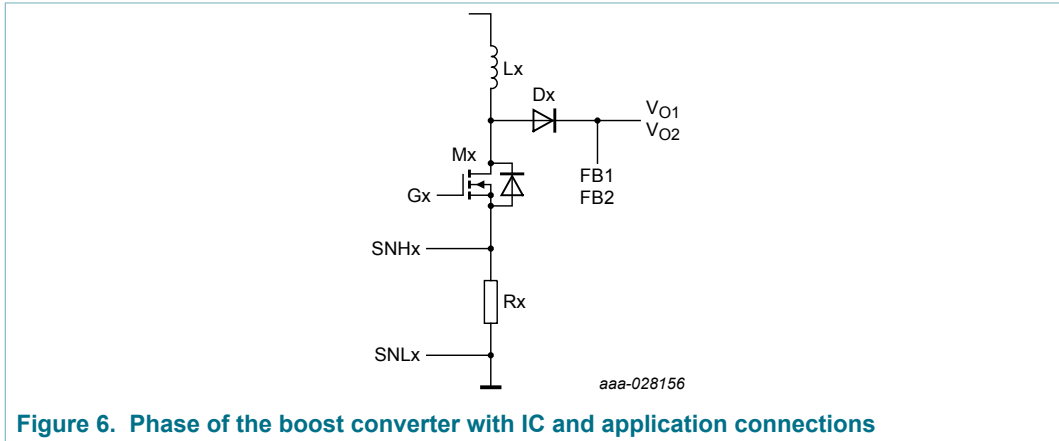 Lx
Dx
VO1
VO2
Mx
FB1
FB2
Gx
SNHx
Rx
SNLx
aaa-028156
Figure 6. Phase of the boost converter with IC and application connections